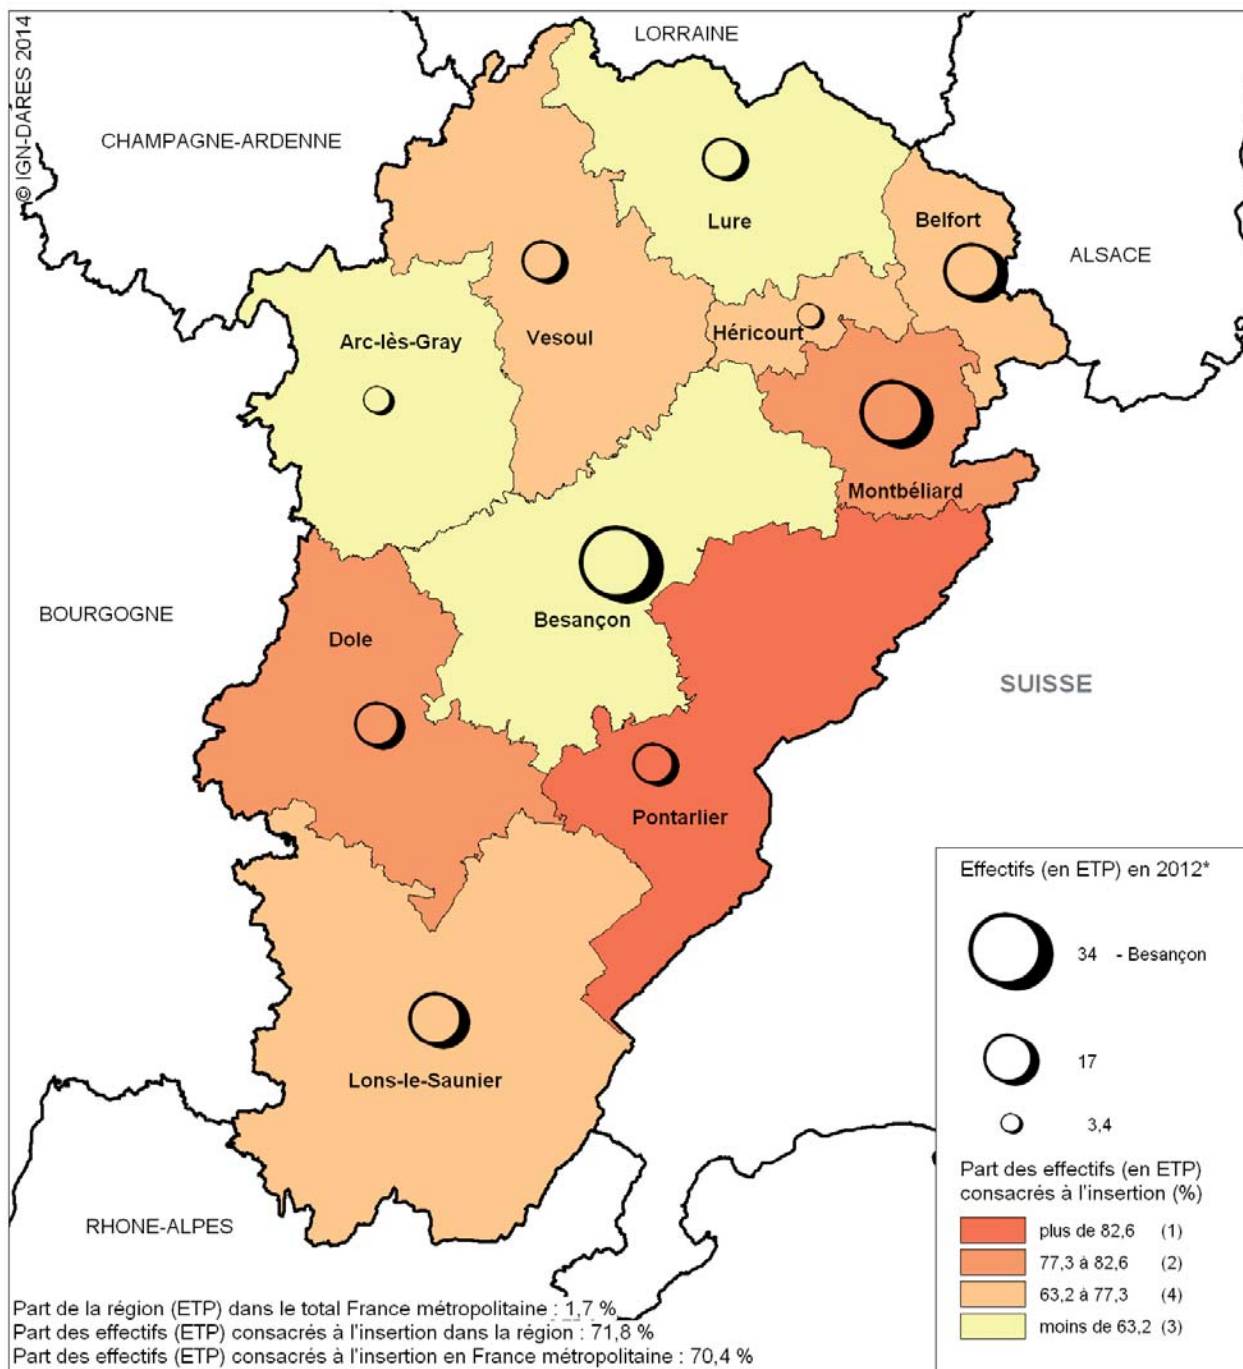 © IGN-DARES 2014
LORRAINE
CHAMPAGNE-ARDENNE
Lure
Belfort
ALSACE
Arc-lès-Gray
Vesoul
Héricourt
Montbéliard
BOURGOGNE
Besançon
Dole
SUISSE
Pontarlier
Lons-le-Saunier
RHONE-ALPES
Effectifs (en ETP) en 2012*
34 - Besançon
17
3,4
Part des effectifs (en ETP)
consacrés à l'insertion (%)
plus de 82,6 (1)
77,3 à 82,6 (2)
63,2 à 77,3 (4)
moins de 63,2 (3)
Part de la région (ETP) dans le total France métropolitaine : 1,7 %
Part des effectifs (ETP) consacrés à l'insertion dans la région : 71,8 %
Part des effectifs (ETP) consacrés à l'insertion en France métropolitaine : 70,4 %